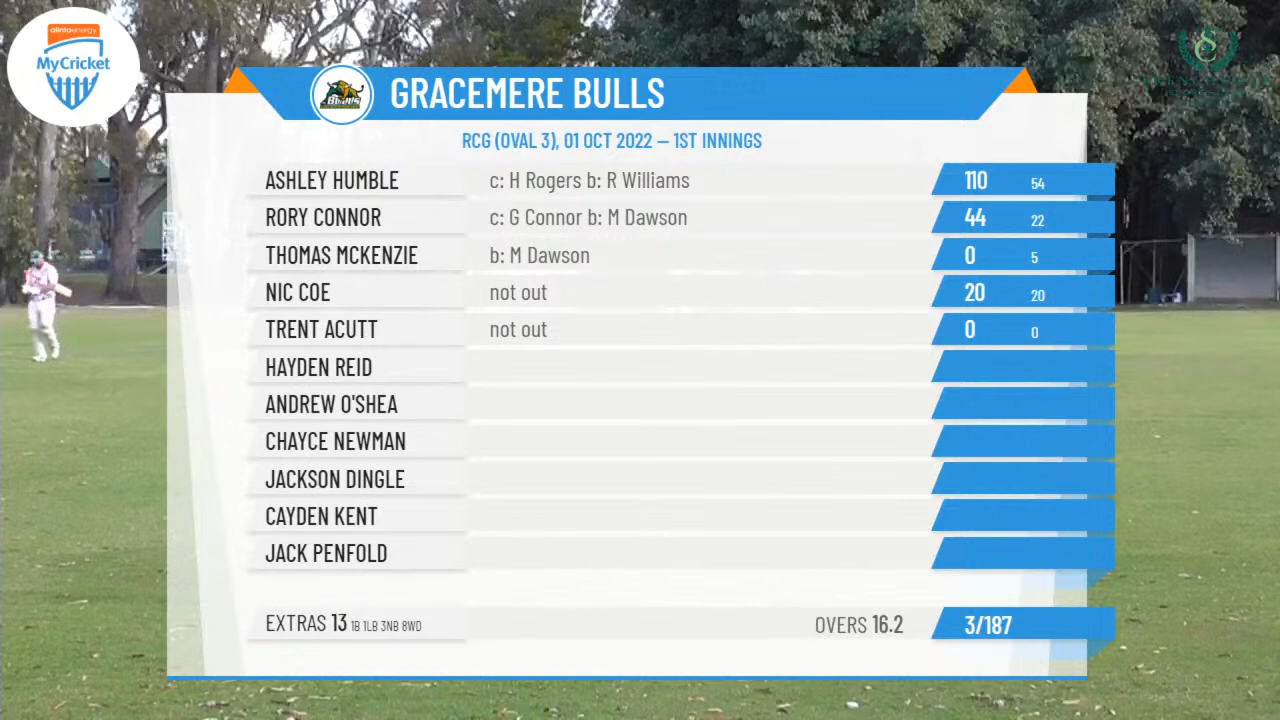 alinta energy
MyCricket
BULLS
GRACEMERE BULLS
RCG (OVAL 3), 01 OCT 2022 – 1ST INNINGS
ASHLEY HUMBLE c: H Rogers b: R Williams 110 54
RORY CONNOR c: G Connor b: M Dawson 44 22
THOMAS MCKENZIE b: M Dawson 0 5
NIC COE not out 20 20
TRENT ACUTT not out 0 0
HAYDEN REID
ANDREW O'SHEA
CHAYCE NEWMAN
JACKSON DINGLE
CAYDEN KENT
JACK PENFOLD
EXTRAS 13 1B 1LB 3NB 8WD OVERS 16.2 3/187